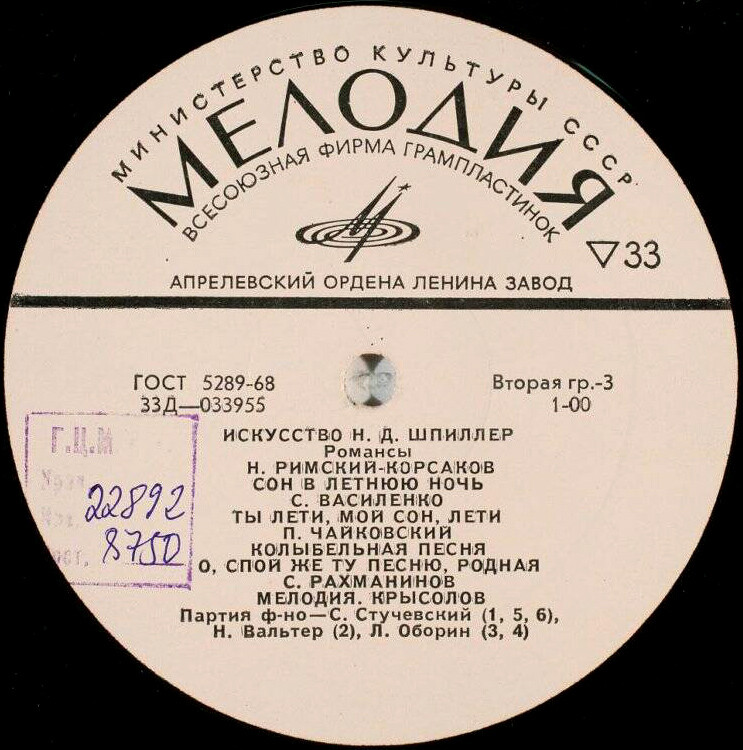 МИНИСТЕРСТВО КУЛЬТУРЫ СССР
МЕЛОДИЯ
ВСЕСОЮЗНАЯ ФИРМА ГРАМПЛАСТИНОК
33
АПРЕЛЕВСКИЙ ОРДЕНА ЛЕНИНА ЗАВОД
ГОСТ 5289-68
Вторая гр.-3
33Д—033955
1-00
Г.Ц.М
22892
8750
ИСКУССТВО Н. Д. ШПИЛЛЕР
Романсы
Н. РИМСКИЙ-КОРСАКОВ
СОН В ЛЕТНЮЮ НОЧЬ
С. ВАСИЛЕНКО
ТЫ ЛЕТИ, МОЙ СОН, ЛЕТИ
П. ЧАЙКОВСКИЙ
КОЛЫБЕЛЬНАЯ ПЕСНЯ
О, СПОЙ ЖЕ ТУ ПЕСНЮ, РОДНАЯ
С. РАХМАНИНОВ
МЕЛОДИЯ. КРЫСОЛОВ
Партия ф-но—С. Стучевский (1, 5, 6),
Н. Вальтер (2), Л. Оборин (3, 4)